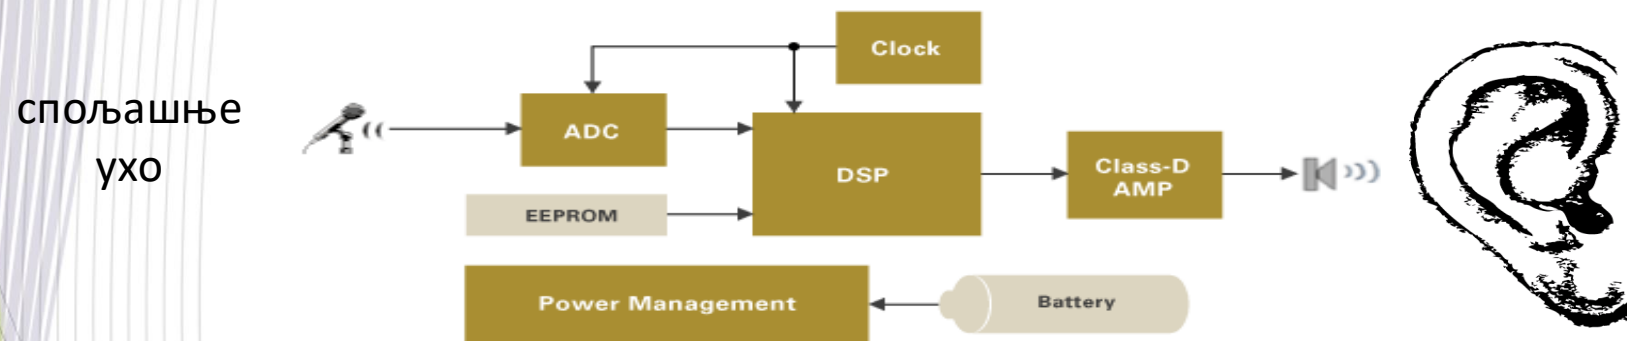 спољашње
ухо
Clock
ADC
DSP
Class-D
AMP
EEPROM
Power Management
Battery